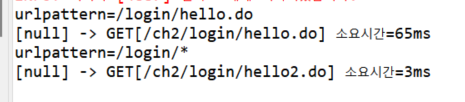 urlpattern=/login/hello.do
[null] -> GET[/ch2/login/hello.do] 소요시간=65ms
urlpattern=/login/*
[null] -> GET[/ch2/login/hello2.do] 소요시간=3ms